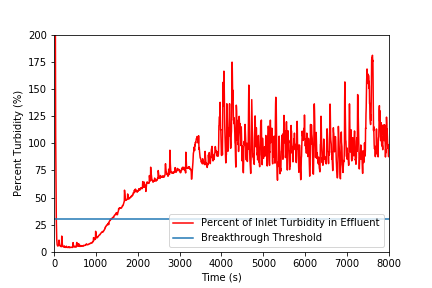 200
175
150
125
100
75
50
25
0
Percent Turbidity (%)
Percent of Inlet Turbidity in Effluent
Breakthrough Threshold
0 1000 2000 3000 4000 5000 6000 7000 8000
Time (s)